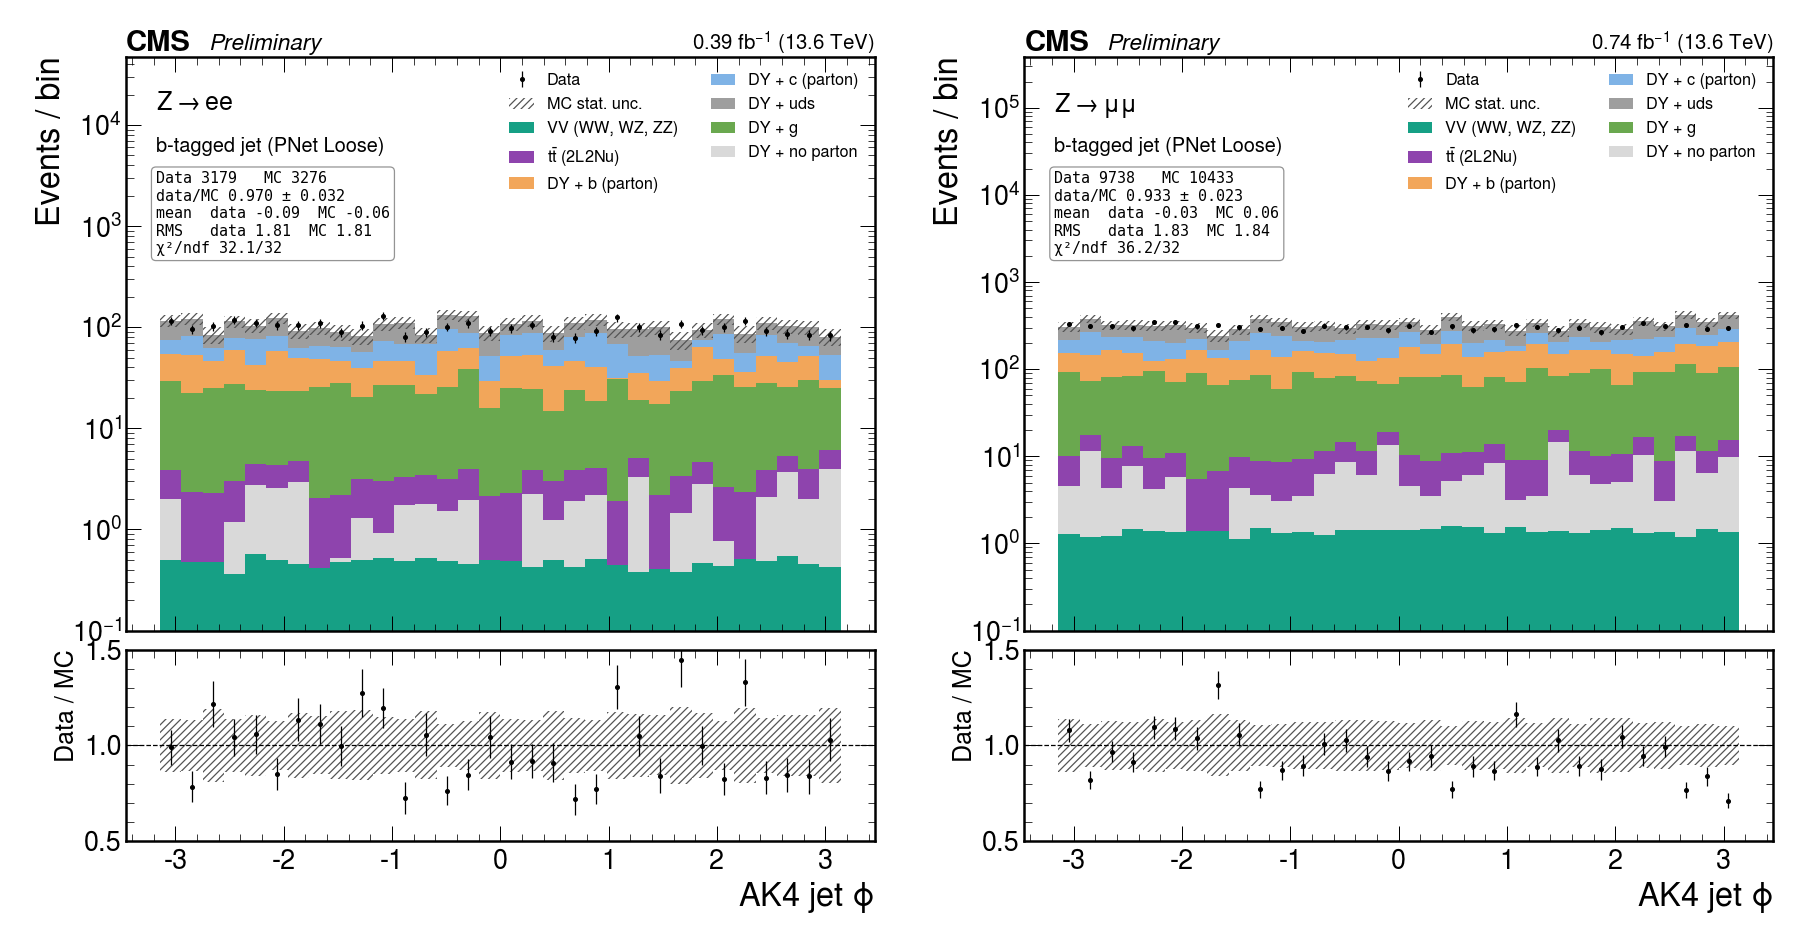 CMS Preliminary 0.39 fb⁻¹ (13.6 TeV)
Events / bin
Z → ee
b-tagged jet (PNet Loose)
Data 3179 MC 3276
data/MC 0.970 ± 0.032
mean data -0.09 MC -0.06
RMS data 1.81 MC 1.81
χ²/ndf 32.1/32
Data
MC stat. unc.
VV (WW, WZ, ZZ)
tt̄ (2L2Nu)
DY + b (parton)
DY + c (parton)
DY + uds
DY + g
DY + no parton
10⁴
10³
10²
10¹
10⁰
10⁻¹
Data / MC
1.5
1.0
0.5
-3 -2 -1 0 1 2 3
AK4 jet ϕ
CMS Preliminary 0.74 fb⁻¹ (13.6 TeV)
Events / bin
Z → μμ
b-tagged jet (PNet Loose)
Data 9738 MC 10433
data/MC 0.933 ± 0.023
mean data -0.03 MC 0.06
RMS data 1.83 MC 1.84
χ²/ndf 36.2/32
Data
MC stat. unc.
VV (WW, WZ, ZZ)
tt̄ (2L2Nu)
DY + b (parton)
DY + c (parton)
DY + uds
DY + g
DY + no parton
10⁵
10⁴
10³
10²
10¹
10⁰
10⁻¹
Data / MC
1.5
1.0
0.5
-3 -2 -1 0 1 2 3
AK4 jet ϕ